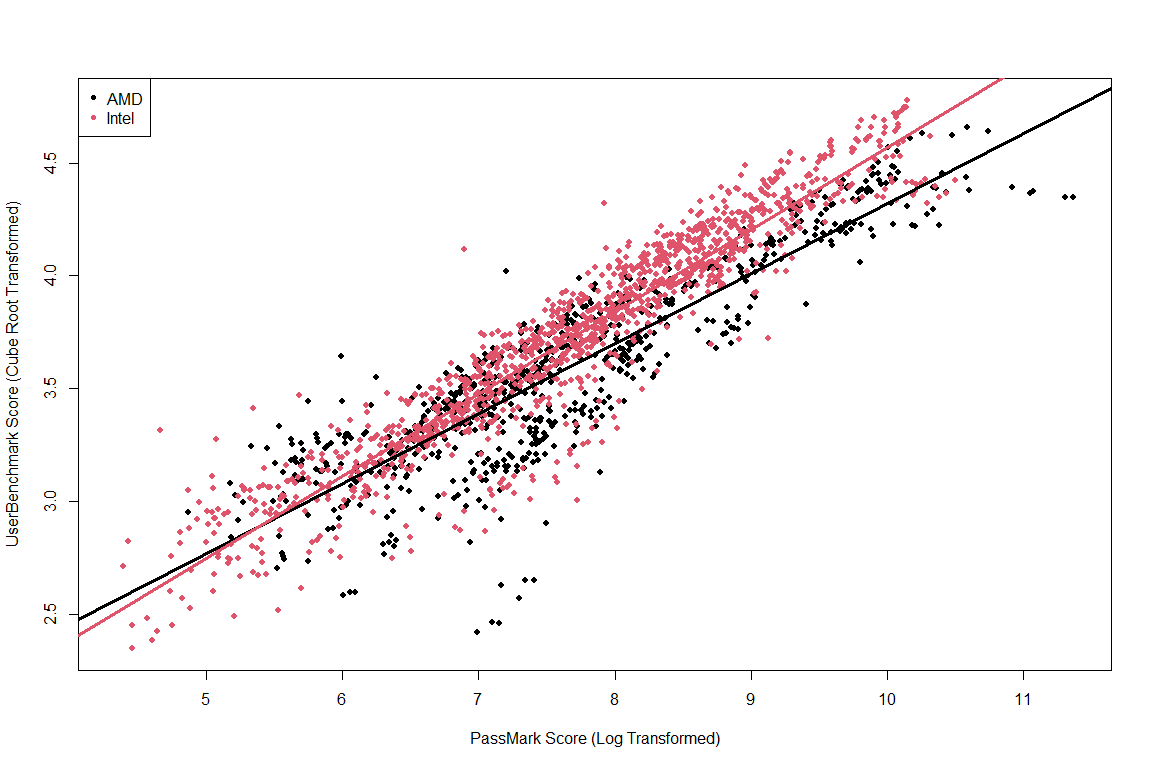 AMD
Intel
UserBenchmark Score (Cube Root Transformed)
4.5
4.0
3.5
3.0
2.5
5 6 7 8 9 10 11
PassMark Score (Log Transformed)